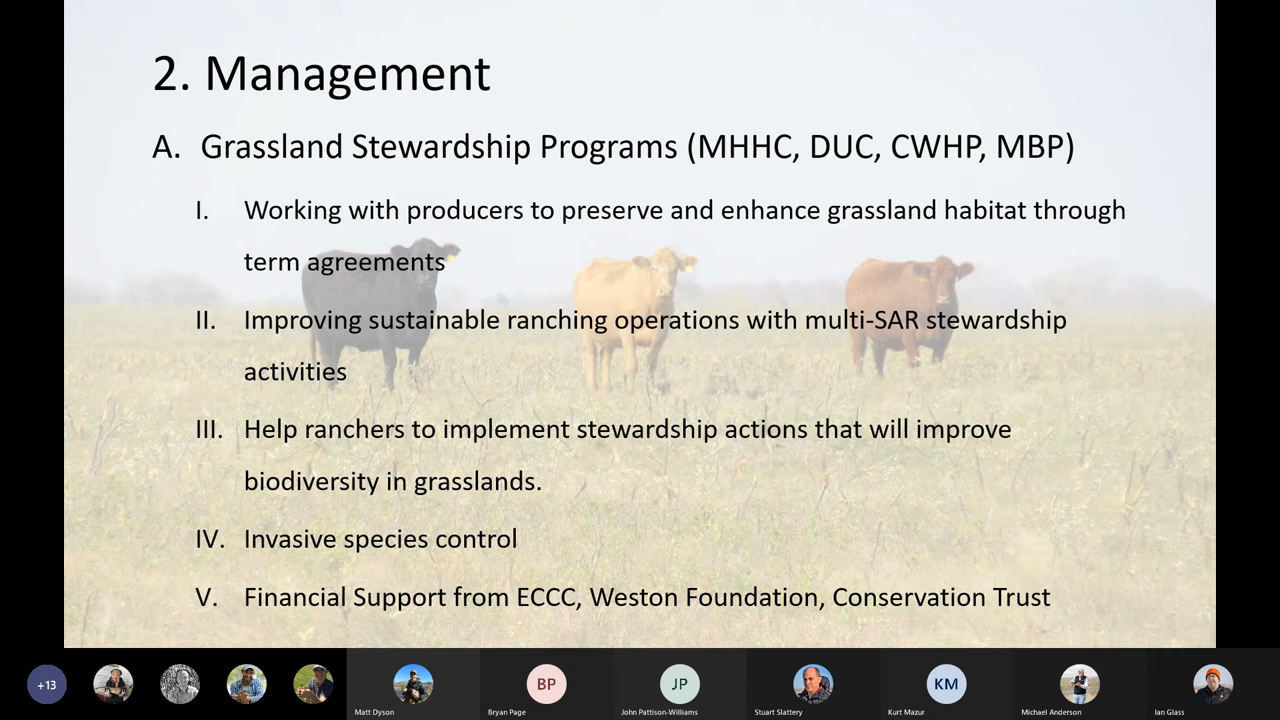 2. Management
A. Grassland Stewardship Programs (MHHC, DUC, CWHP, MBP)
I. Working with producers to preserve and enhance grassland habitat through
term agreements
II. Improving sustainable ranching operations with multi-SAR stewardship
activities
III. Help ranchers to implement stewardship actions that will improve
biodiversity in grasslands.
IV. Invasive species control
V. Financial Support from ECCC, Weston Foundation, Conservation Trust
+13
BP
JP
KM
Matt Dyson
Bryan Page
John Pattison-Williams
Stuart Slattery
Kurt Mazur
Michael Anderson
Ian Glass